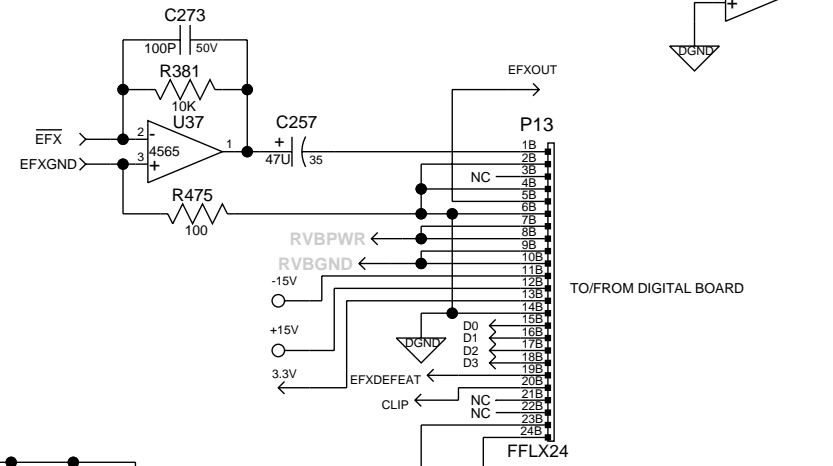 C273
100P
50V
DGND
R381
10K
EFXOUT
U37
P13
EFX
2
-
4565
1
C257
+
47U
35
EFXGND
3
+
R475
100
1B
2B
NC
3B
4B
5B
6B
7B
RVBPWR
8B
9B
RVBGND
10B
-15V
11B
12B
13B
TO/FROM DIGITAL BOARD
14B
+15V
D0
15B
D1
16B
DGND
D2
17B
D3
18B
3.3V
EFXDEFEAT
19B
20B
CLIP
NC
21B
NC
22B
23B
24B
FFLX24
+